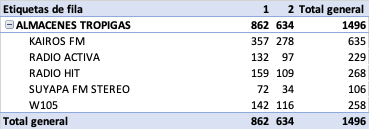 Etiquetas de fila 1 2 Total general
ALMACENES TROPIGAS 862 634 1496
KAIROS FM 357 278 635
RADIO ACTIVA 132 97 229
RADIO HIT 159 109 268
SUYAPA FM STEREO 72 34 106
W105 142 116 258
Total general 862 634 1496